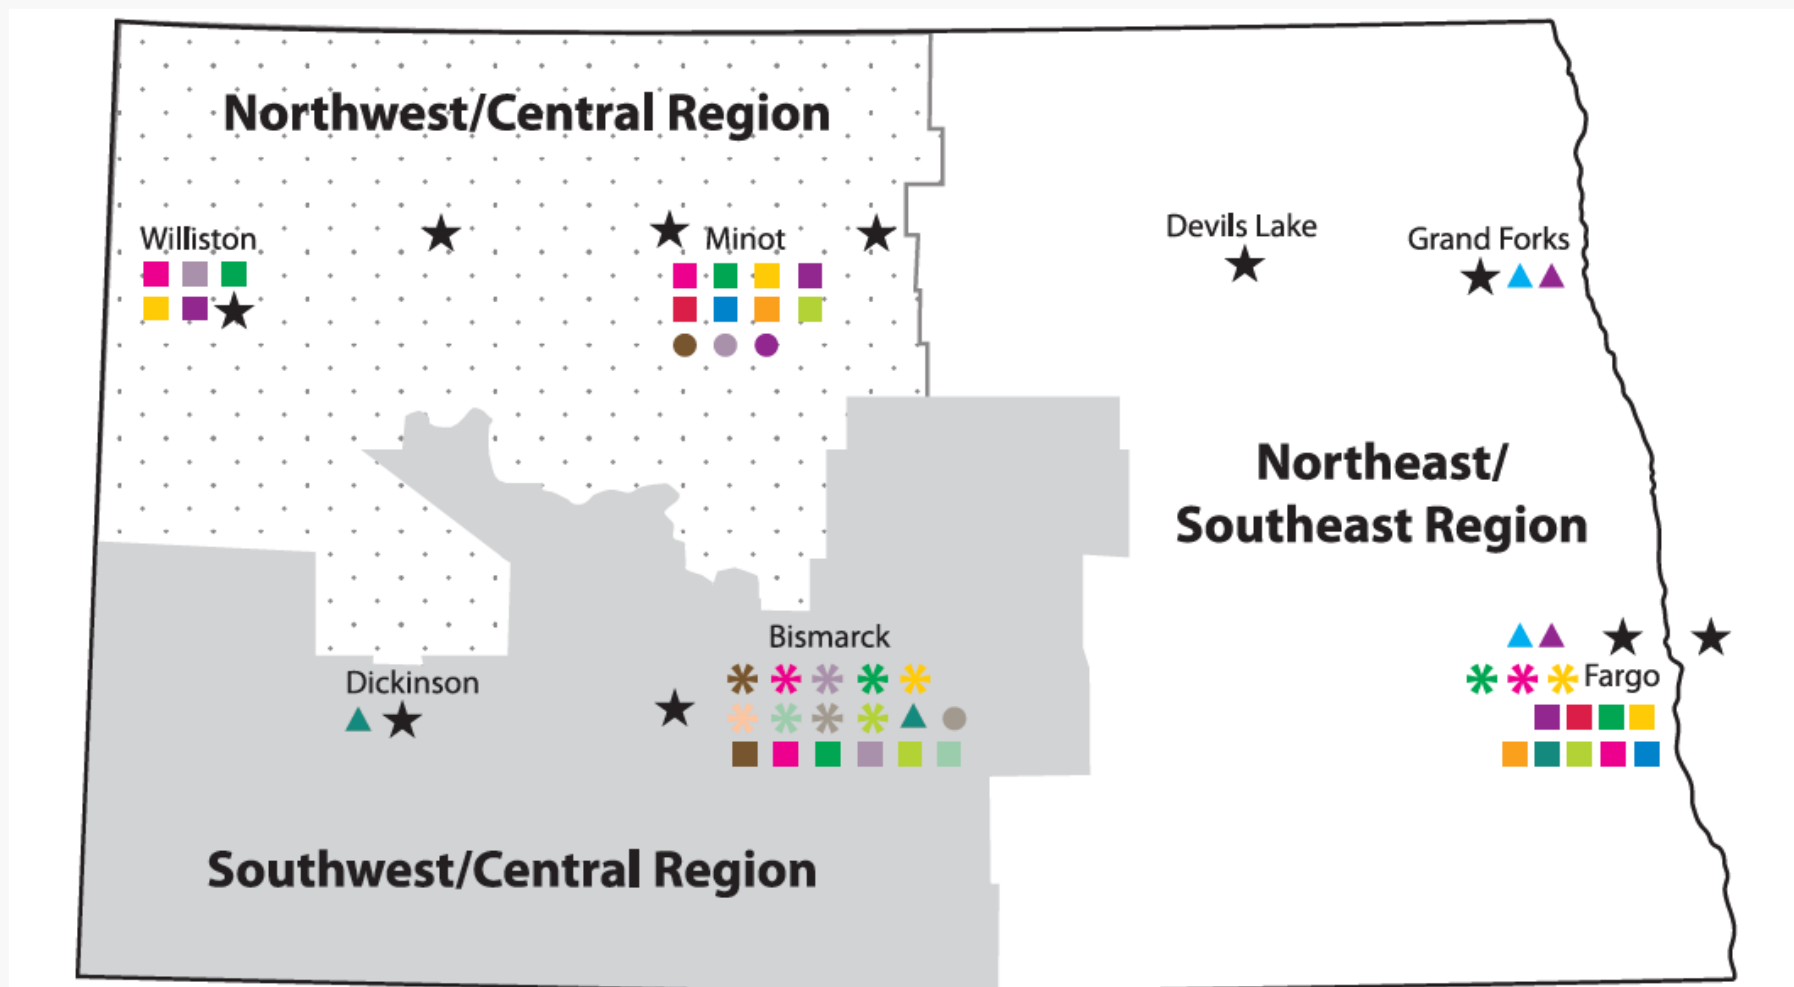 Northwest/Central Region
Williston
Minot
Devils Lake
Grand Forks
Northeast/
Southeast Region
Bismarck
Dickinson
Fargo
Southwest/Central Region